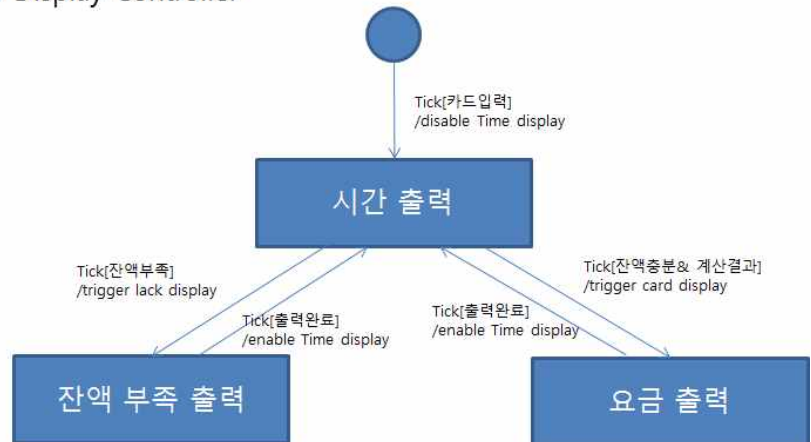 Display Controller
Tick[카드입력]
/disable Time display
시간 출력
Tick[잔액부족]
/trigger lack display
Tick[출력완료]
/enable Time display
Tick[출력완료]
/enable Time display
Tick[잔액충분& 계산결과]
/trigger card display
잔액 부족 출력
요금 출력